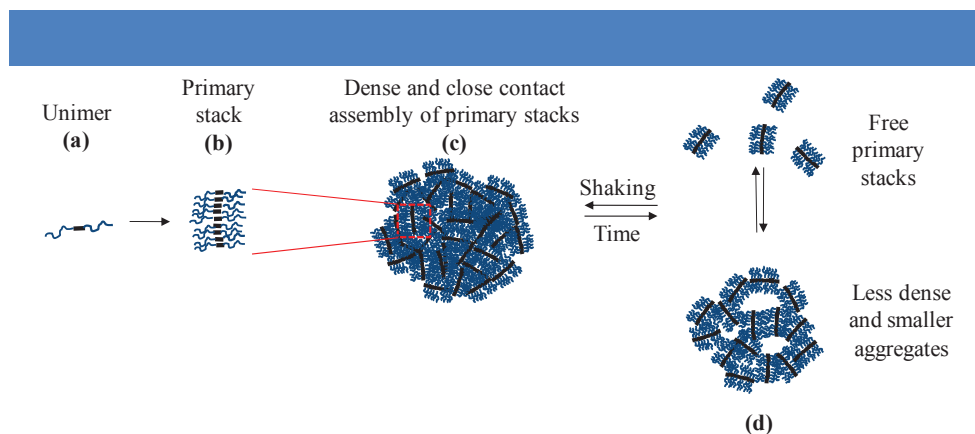 Unimer
(a)
Primary
stack
(b)
Dense and close contact
assembly of primary stacks
(c)
Shaking
Time
Free
primary
stacks
Less dense
and smaller
aggregates
(d)